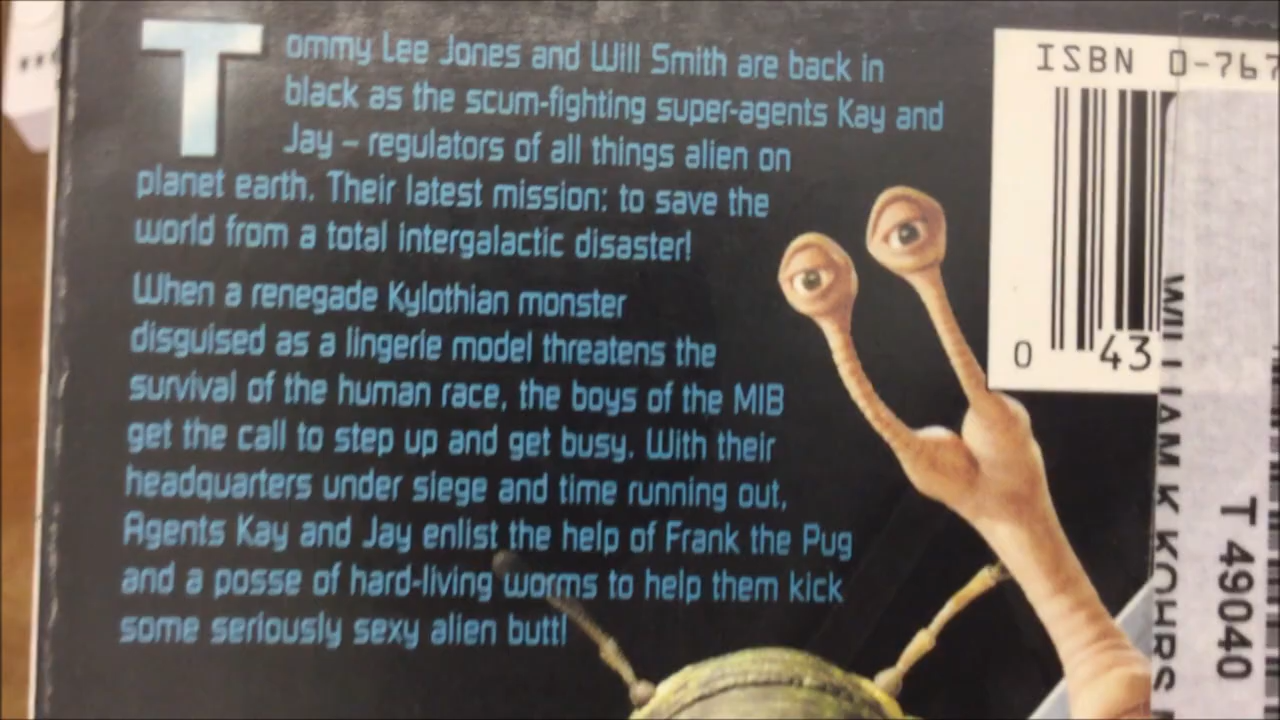 Tommy Lee Jones and Will Smith are back in
black as the scum-fighting super-agents Kay and
Jay – regulators of all things alien on
planet earth. Their latest mission: to save the
world from a total intergalactic disaster!
When a renegade Kylothian monster
disguised as a lingerie model threatens the
survival of the human race, the boys of the MIB
get the call to step up and get busy. With their
headquarters under siege and time running out,
Agents Kay and Jay enlist the help of Frank the Pug
and a posse of hard-living worms to help them kick
some seriously sexy alien butt!
ISBN 0-767
0 43
WILLIAM K KOHRS
T 49040